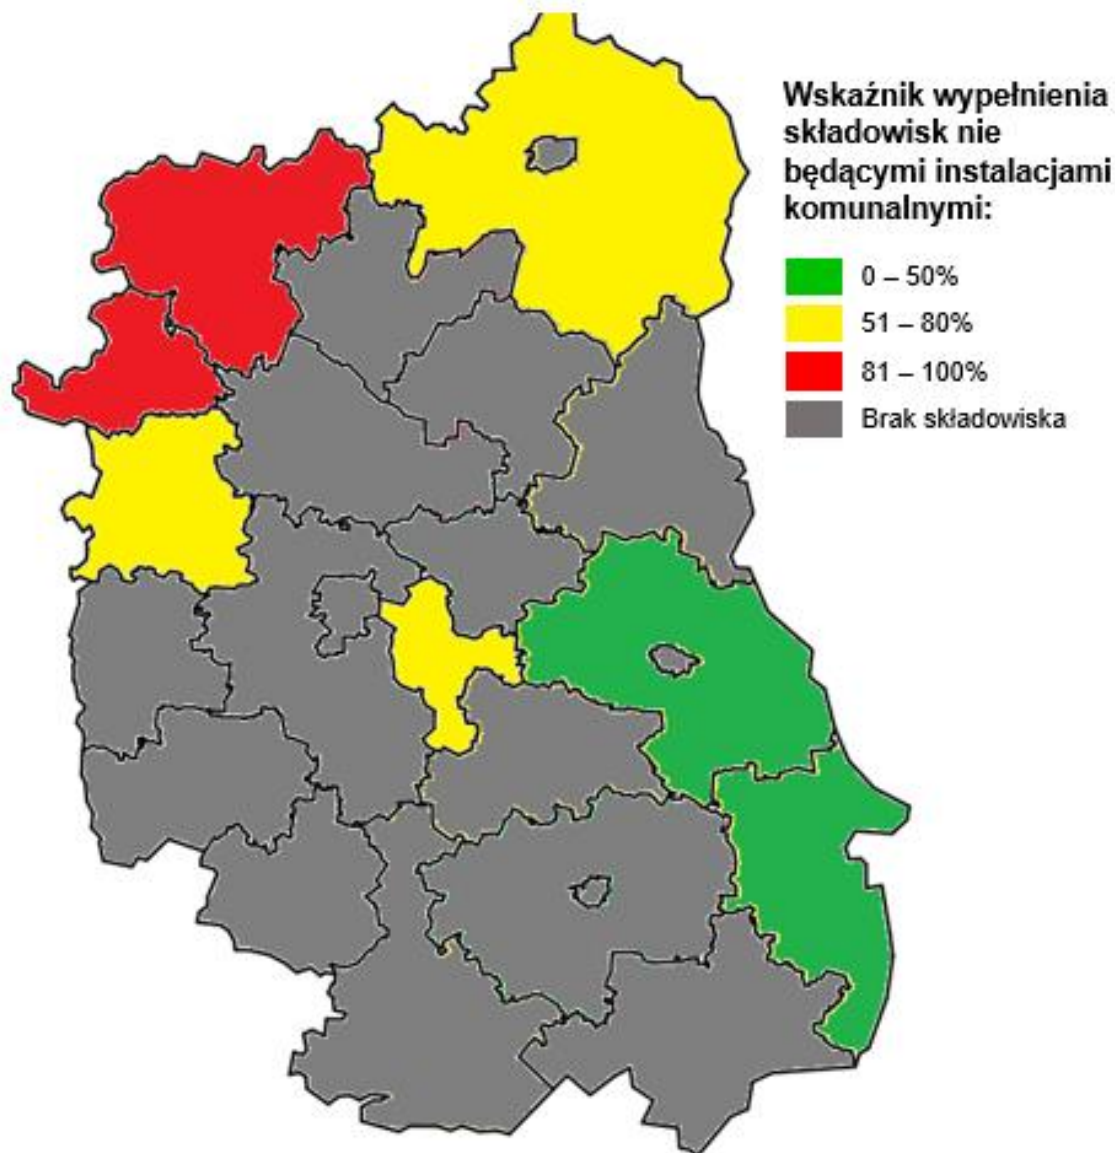 Wskaźnik wypełnienia
składowisk nie
będącymi instalacjami
komunalnymi:
0 – 50%
51 – 80%
81 – 100%
Brak składowiska